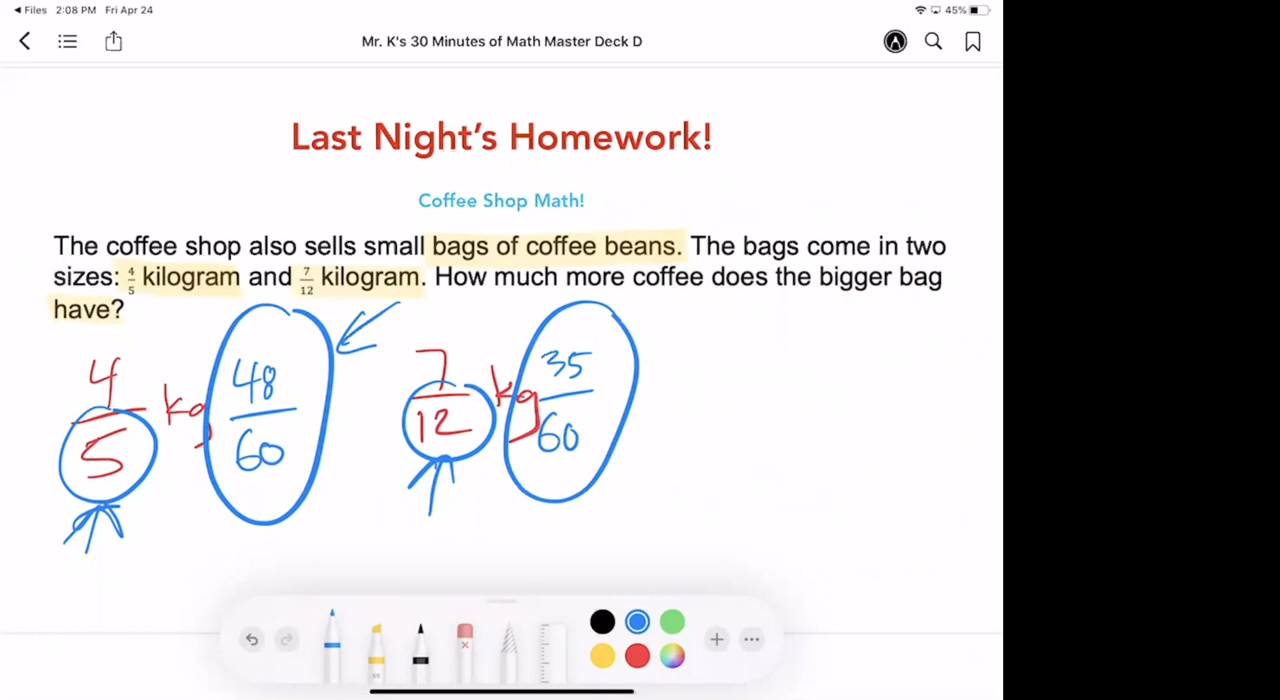 Files 2:08 PM Fri Apr 24 45%
Mr. K's 30 Minutes of Math Master Deck D
Last Night's Homework!
Coffee Shop Math!
The coffee shop also sells small bags of coffee beans. The bags come in two
sizes: 4/5 kilogram and 7/12 kilogram. How much more coffee does the bigger bag
have?
4/5 kg 48/60 7/12 kg 35/60